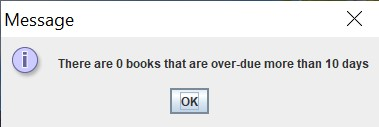 Message
There are 0 books that are over-due more than 10 days
OK